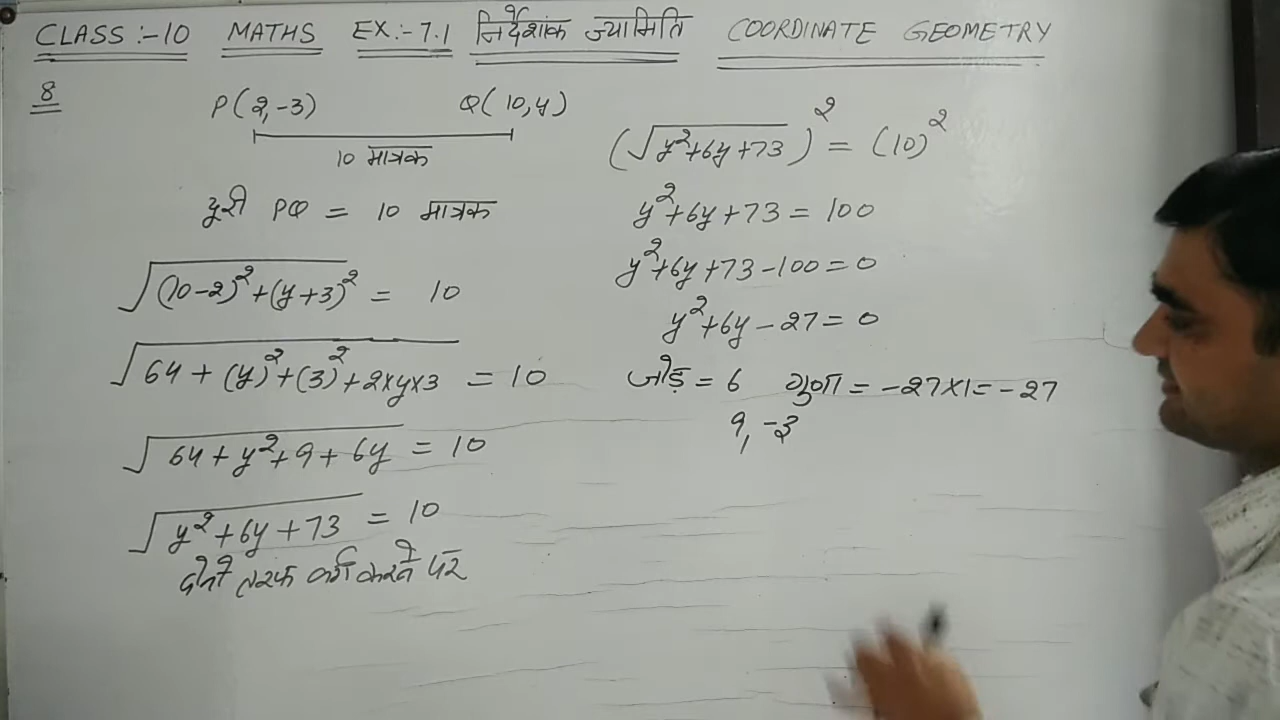 CLASS :- 10 MATHS EX.:- 7.1 निर्देशांक ज्यामिति COORDINATE GEOMETRY
8
P(2,-3) Q(10,y)
10 मात्रक
दूरी PQ = 10 मात्रक
√(10-2)²+(y+3)² = 10
√64+(y)²+(3)²+2×y×3 = 10
√64+y²+9+6y = 10
√y²+6y+73 = 10
दोनों तरफ वर्ग करने पर
(√y²+6y+73)² = (10)²
y²+6y+73 = 100
y²+6y+73-100=0
y²+6y-27=0
जोड़ = 6 गुणा = -27×1= -27
9, -3